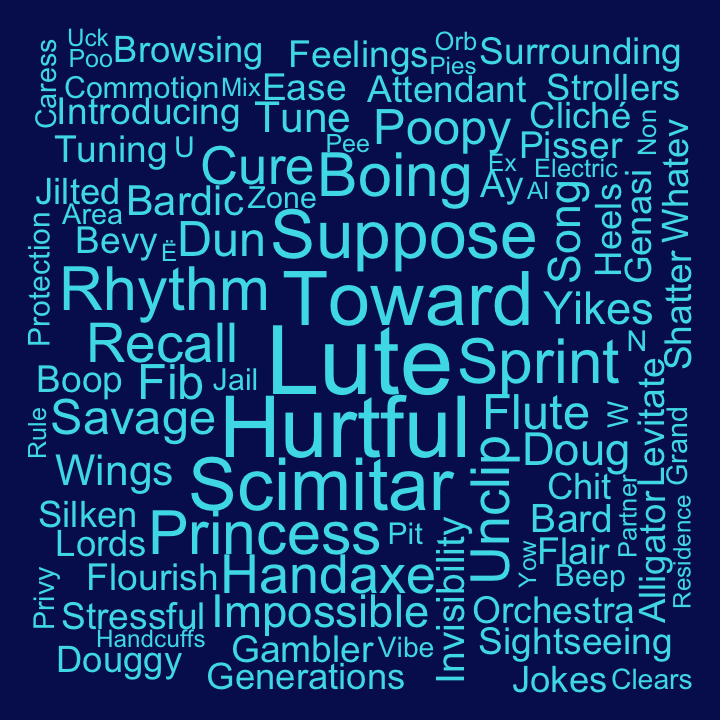 Uck
Poo
Browsing
Feelings
Orb
Pies
Surrounding
Caress
Commotion
Mix
Ease
Attendant
Strollers
Introducing
Tune
Poopy
Cliché
Non
Tuning
U
Pee
Pisser
Cure
Boing
Ex
Electric
Whatev
Jilted
Bardic
Zone
Ay
Al
Area
Song
Heels
Genasi
Bevy
Ë
Dun
Suppose
Protection
Rhythm
Toward
Yikes
Shatter
Recall
Lute
Sprint
N
Boop
Fib
Jail
Levitate
Rule
Savage
Hurtful
Flute
W
Grand
Wings
Scimitar
Unclip
Doug
Chit
Silken
Lords
Princess
Pit
Bard
Partner
Alligator
Residence
Privy
Flourish
Handaxe
Invisibility
Yow
Flair
Beep
Stressful
Impossible
Orchestra
Handcuffs
Douggy
Gambler
Vibe
Sightseeing
Generations
Jokes
Clears